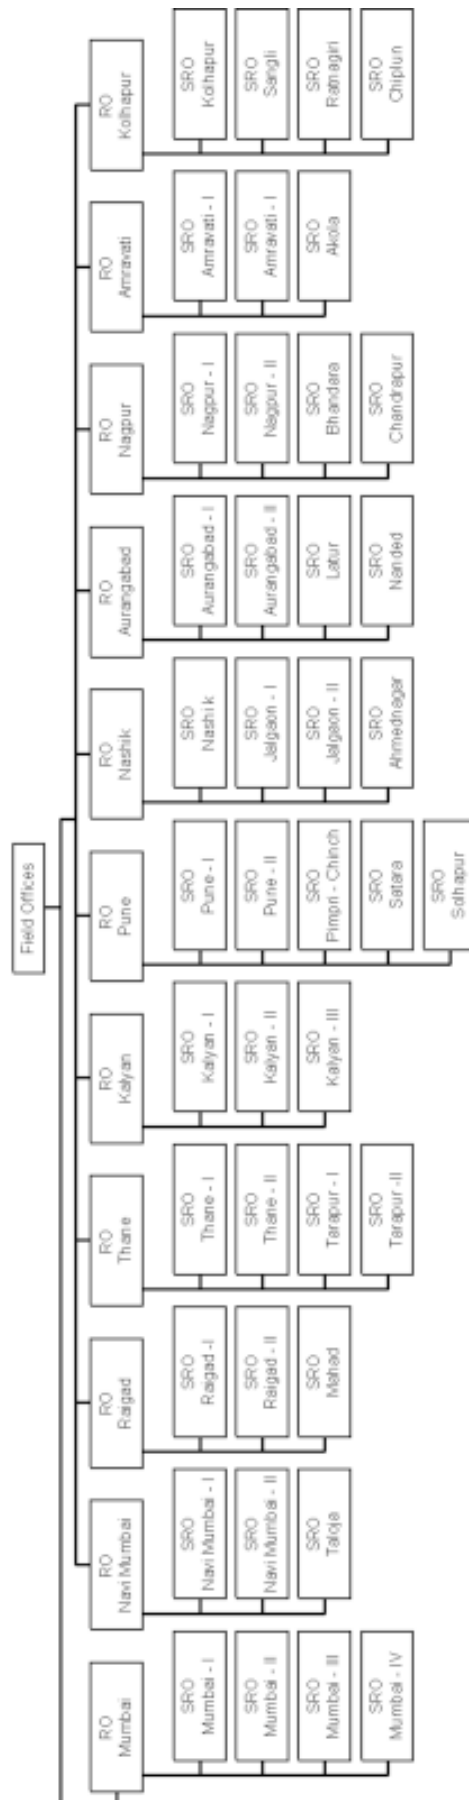 Field Offices
RO
Mumbai
SRO
Mumbai - I
SRO
Mumbai - II
SRO
Mumbai - III
SRO
Mumbai - IV
RO
Navi Mumbai
SRO
Navi Mumbai - I
SRO
Navi Mumbai - II
SRO
Taloja
RO
Raigad
SRO
Raigad -I
SRO
Raigad - II
SRO
Mahad
RO
Thane
SRO
Thane - I
SRO
Thane - II
SRO
Tarapur - I
SRO
Tarapur -II
RO
Kalyan
SRO
Kalyan - I
SRO
Kalyan - II
SRO
Kalyan - III
RO
Pune
SRO
Pune - I
SRO
Pune - II
SRO
Pimpri - Chinch
SRO
Satara
SRO
Solhapur
RO
Nashik
SRO
Nashik
SRO
Jalgaon - I
SRO
Jalgaon - II
SRO
Ahmednagar
RO
Aurangabad
SRO
Aurangabad - I
SRO
Aurangabad - II
SRO
Latur
SRO
Nanded
RO
Nagpur
SRO
Nagpur - I
SRO
Nagpur - II
SRO
Bhandara
SRO
Chandrapur
RO
Amravati
SRO
Amravati - I
SRO
Amravati - I
SRO
Akola
RO
Kolhapur
SRO
Kolhapur
SRO
Sangli
SRO
Ratnagiri
SRO
Chiplun